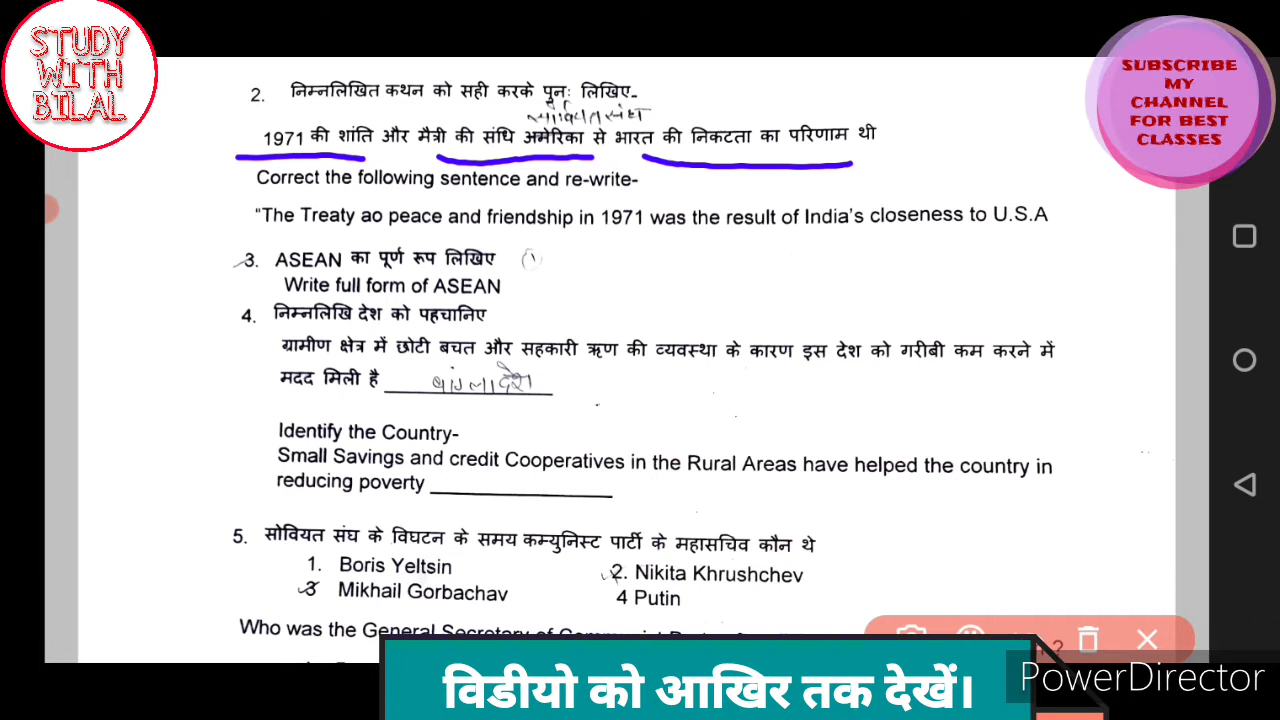 STUDY
WITH
BILAL
SUBSCRIBE
MY
CHANNEL
FOR BEST
CLASSES
2. निम्नलिखित कथन को सही करके पुनः लिखिए-
सोवियत संघ
1971 की शांति और मैत्री की संधि अमेरिका से भारत की निकटता का परिणाम थी
Correct the following sentence and re-write-
"The Treaty ao peace and friendship in 1971 was the result of India's closeness to U.S.A
3. ASEAN का पूर्ण रूप लिखिए
Write full form of ASEAN
4. निम्नलिखि देश को पहचानिए
ग्रामीण क्षेत्र में छोटी बचत और सहकारी ऋण की व्यवस्था के कारण इस देश को गरीबी कम करने में
मदद मिली है बांग्लादेश
Identify the Country-
Small Savings and credit Cooperatives in the Rural Areas have helped the country in
reducing poverty
5. सोवियत संघ के विघटन के समय कम्युनिस्ट पार्टी के महासचिव कौन थे
1. Boris Yeltsin 2. Nikita Khrushchev
3 Mikhail Gorbachav 4 Putin
Who was the General Secretary of
विडीयो को आखिर तक देखें।
PowerDirector